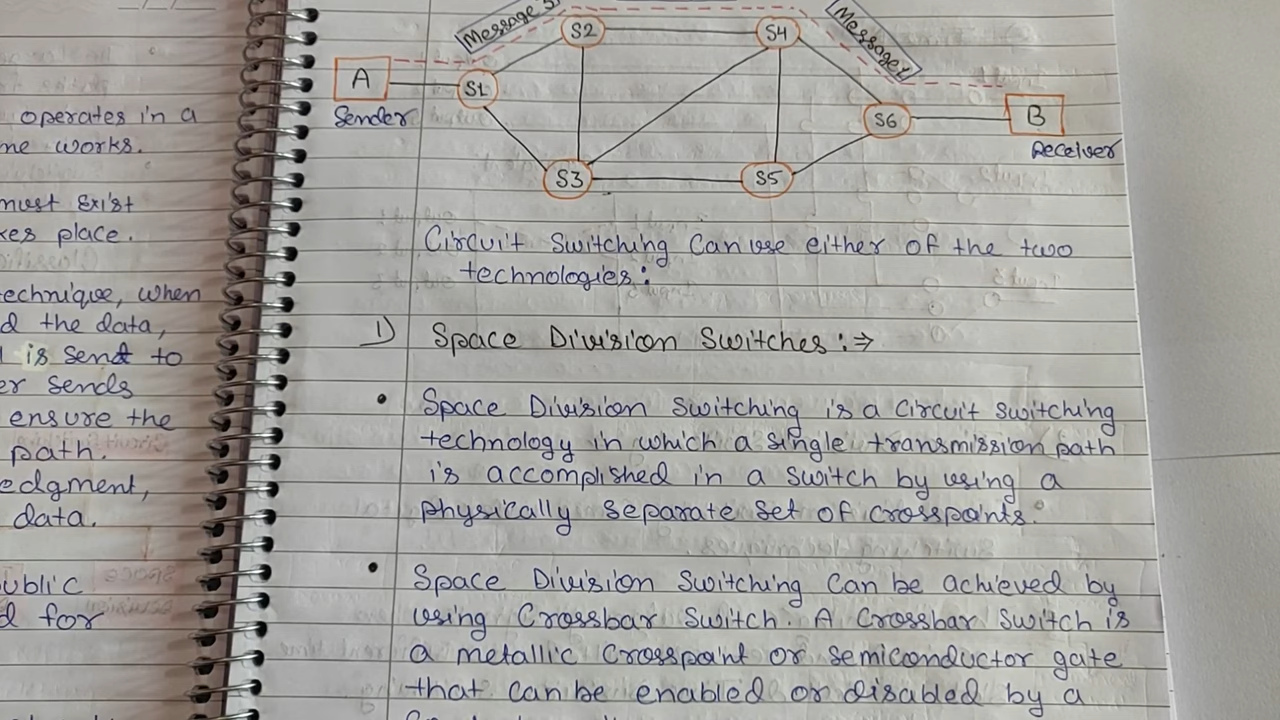 operates in a
works.
must Exist
place.
technique, when
the data,
is send to
sends
ensure the
path.
data.
for
Message
S2
S4
Message1
A
S1
S6
B
Sender
Receiver
S3
S5
Circuit Switching Can use either of the two
technologies:
1) Space Division Switches :⇒
• Space Division Switching is a Circuit switching
technology in which a single transmission path
is accomplished in a switch by using a
physically separate set of crosspoints.
• Space Division Switching Can be achieved by
using Crossbar Switch. A Crossbar Switch is
a metallic Crosspoint or semiconductor gate
that can be enabled or disabled by a